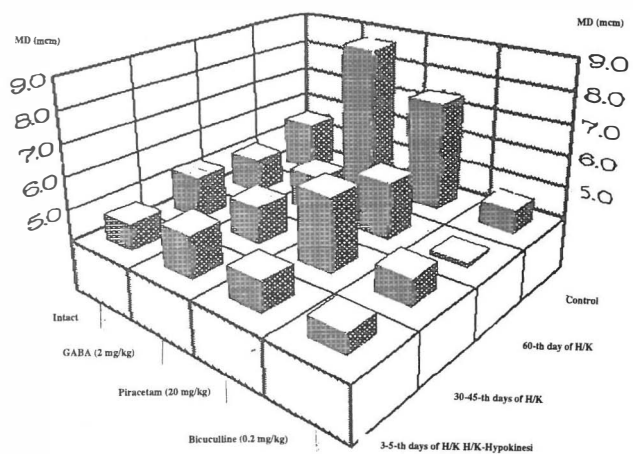 MD (mcm)
MD (mcm)
9.0
8.0
7.0
6.0
5.0
9.0
8.0
7.0
6.0
5.0
Intact
GABA (2 mg/kg)
Piracetam (20 mg/kg)
Bicuculline (0.2 mg/kg)
Control
60-th day of H/K
30-45-th days of H/K
3-5-th days of H/K H/K-Hypokinesi